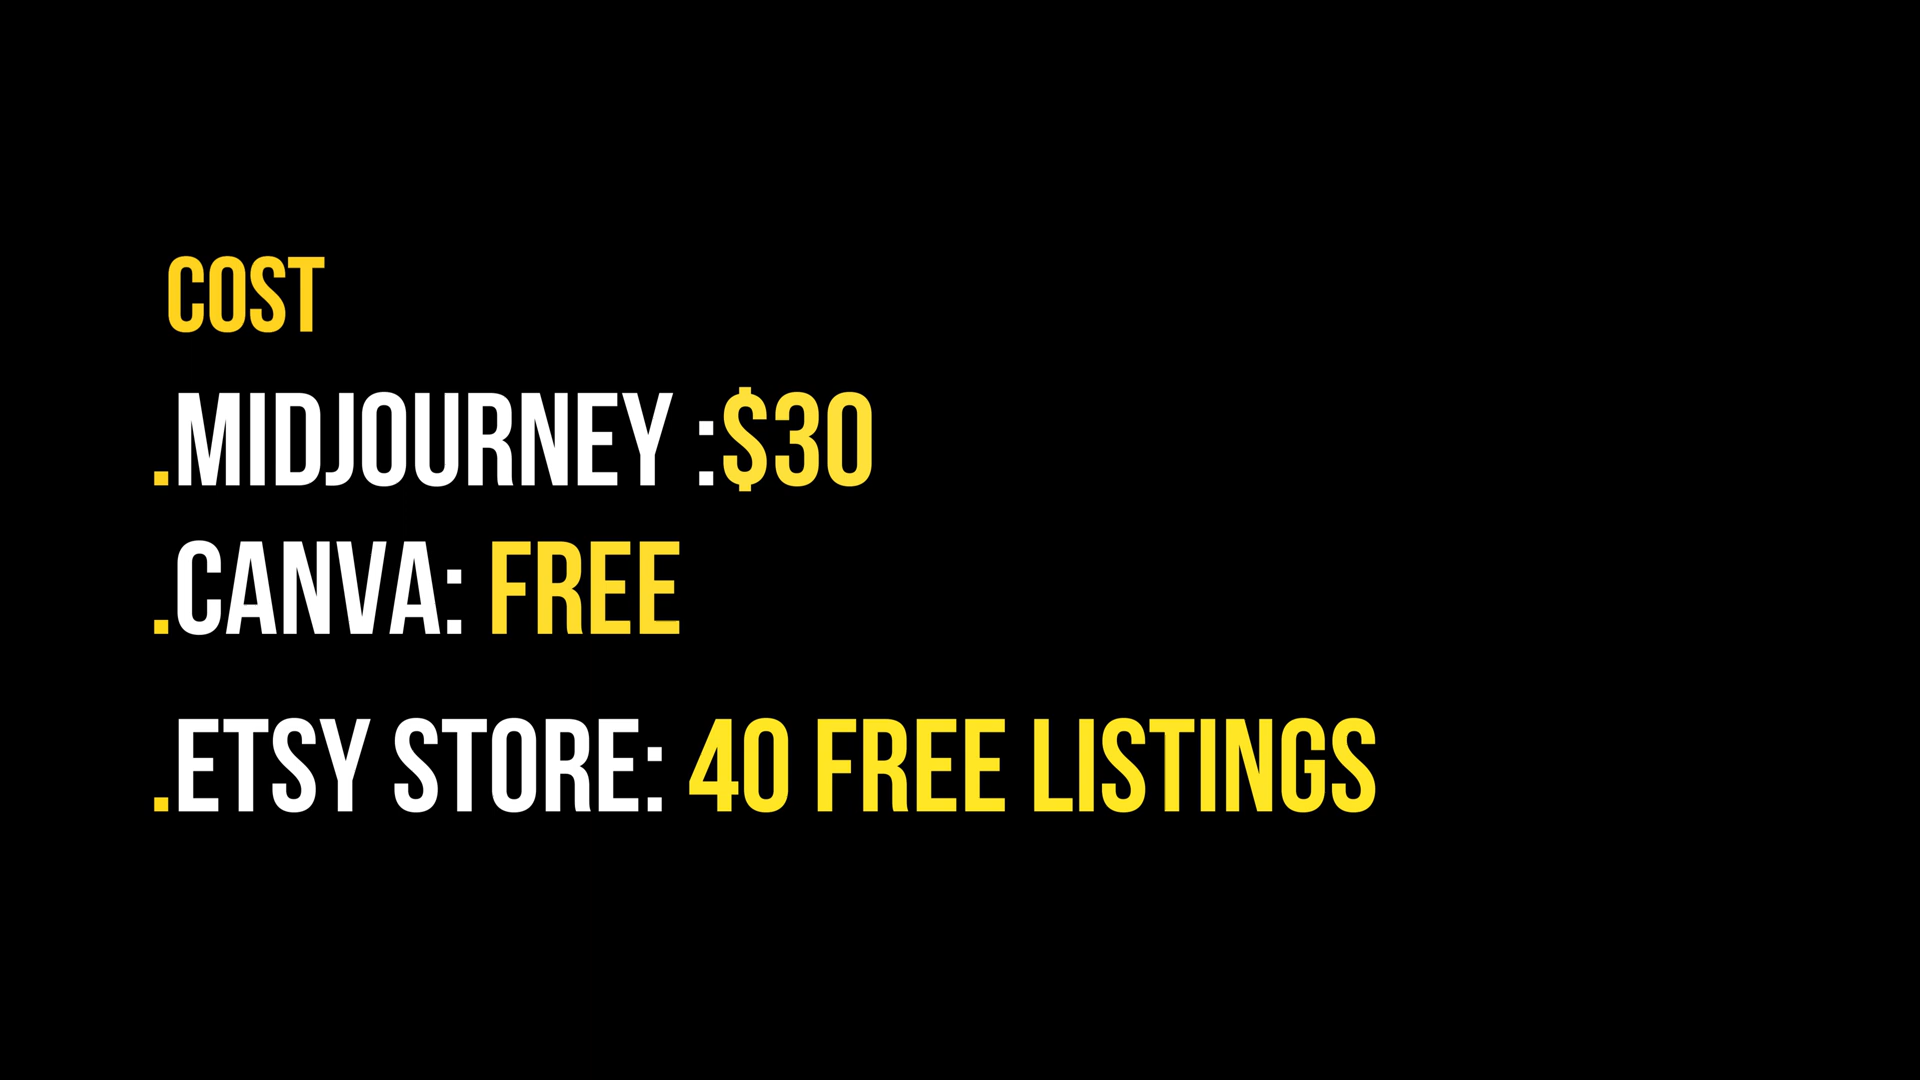 COST
.MIDJOURNEY :$30
.CANVA: FREE
.ETSY STORE: 40 FREE LISTINGS